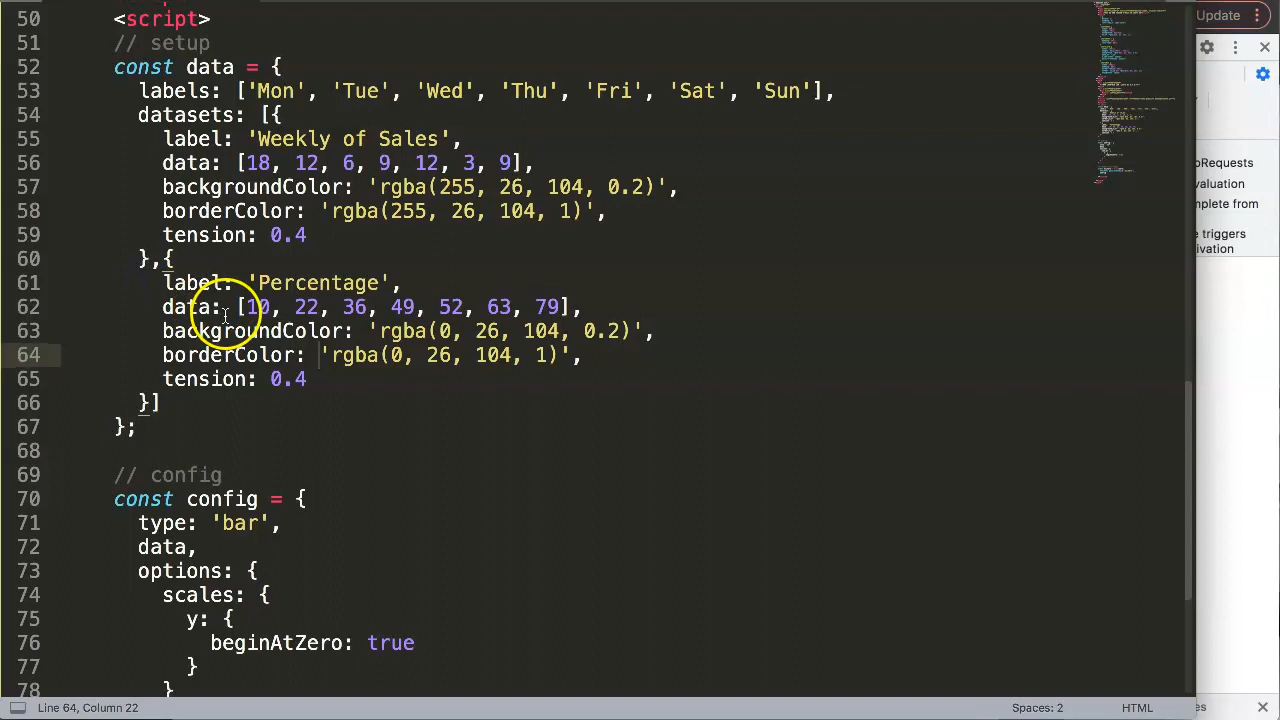 Update
50 <script>
51 // setup
52 const data = {
53 labels: ['Mon', 'Tue', 'Wed', 'Thu', 'Fri', 'Sat', 'Sun'],
54 datasets: [{
55 label: 'Weekly of Sales',
56 data: [18, 12, 6, 9, 12, 3, 9],
57 backgroundColor: 'rgba(255, 26, 104, 0.2)',
58 borderColor: 'rgba(255, 26, 104, 1)',
59 tension: 0.4
60 },{
61 label: 'Percentage',
62 data: [10, 22, 36, 49, 52, 63, 79],
63 backgroundColor: 'rgba(0, 26, 104, 0.2)',
64 borderColor: 'rgba(0, 26, 104, 1)',
65 tension: 0.4
66 }]
67 };
68
69 // config
70 const config = {
71 type: 'bar',
72 data,
73 options: {
74 scales: {
75 y: {
76 beginAtZero: true
77 }
78 }
pRequests
valuation
mplete from
e triggers
ivation
Line 64, Column 22
Spaces: 2
HTML
es